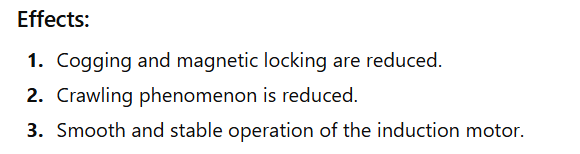 Effects:
1. Cogging and magnetic locking are reduced.
2. Crawling phenomenon is reduced.
3. Smooth and stable operation of the induction motor.